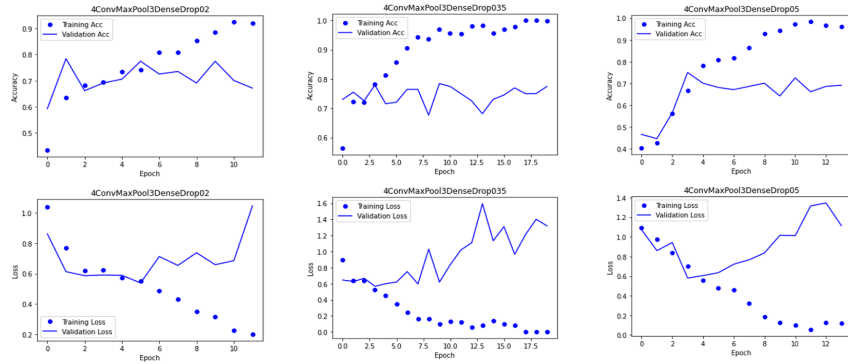 4ConvMaxPool3DenseDrop02
Training Acc
Validation Acc
Accuracy
0.9
0.8
0.7
0.6
0.5
0 2 4 6 8 10
Epoch
4ConvMaxPool3DenseDrop035
Training Acc
Validation Acc
Accuracy
1.0
0.9
0.8
0.7
0.6
0.0 2.5 5.0 7.5 10.0 12.5 15.0 17.5
Epoch
4ConvMaxPool3DenseDrop05
Training Acc
Validation Acc
Accuracy
1.0
0.9
0.8
0.7
0.6
0.5
0.4
0 2 4 6 8 10 12
Epoch
4ConvMaxPool3DenseDrop02
Training Loss
Validation Loss
Loss
1.0
0.8
0.6
0.4
0.2
0 2 4 6 8 10
Epoch
4ConvMaxPool3DenseDrop035
Training Loss
Validation Loss
Loss
1.6
1.4
1.2
1.0
0.8
0.6
0.4
0.2
0.0
0.0 2.5 5.0 7.5 10.0 12.5 15.0 17.5
Epoch
4ConvMaxPool3DenseDrop05
Training Loss
Validation Loss
Loss
1.4
1.2
1.0
0.8
0.6
0.4
0.2
0.0
0 2 4 6 8 10 12
Epoch